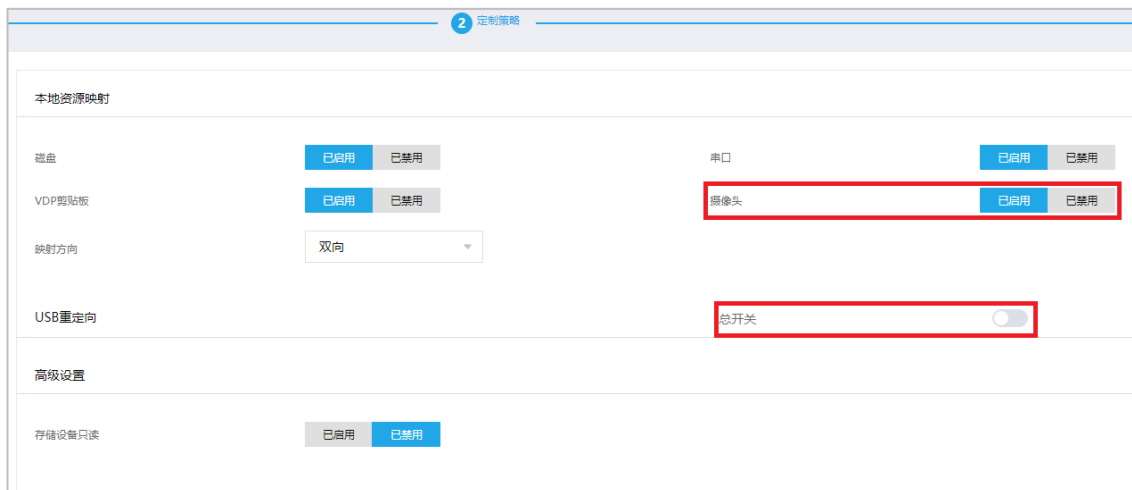 2 定制策略
本地资源映射
磁盘 已启用 已禁用 串口 已启用 已禁用
VDP剪贴板 已启用 已禁用 摄像头 已启用 已禁用
映射方向 双向
USB重定向 总开关
高级设置
存储设备只读 已启用 已禁用